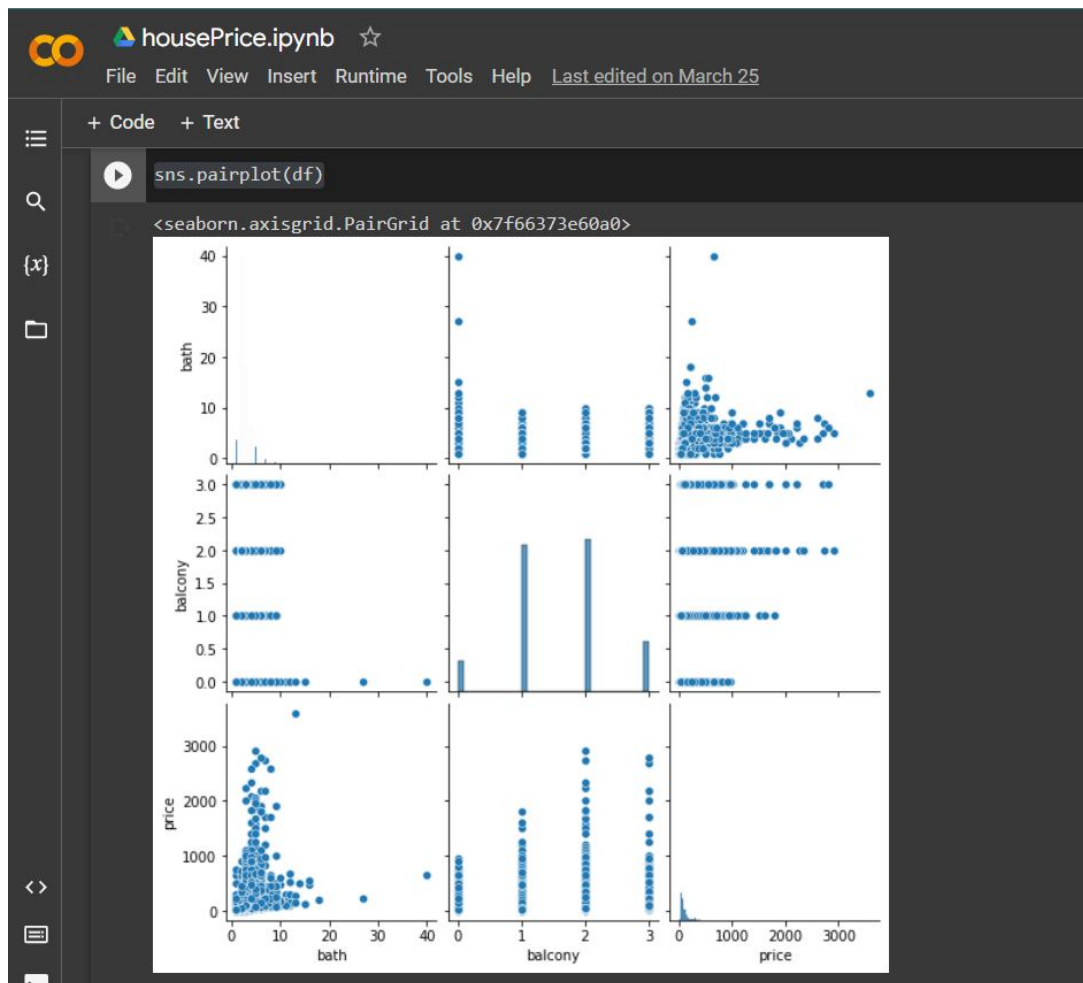 housePrice.ipynb
File Edit View Insert Runtime Tools Help Last edited on March 25
+ Code + Text
sns.pairplot(df)
<seaborn.axisgrid.PairGrid at 0x7f66373e60a0>
{x}
40
30
20
10
0
bath
3.0
2.5
2.0
1.5
1.0
0.5
0.0
balcony
3000
2000
1000
0
price
0 10 20 30 40 0 1 2 3 0 1000 2000 3000
bath balcony price